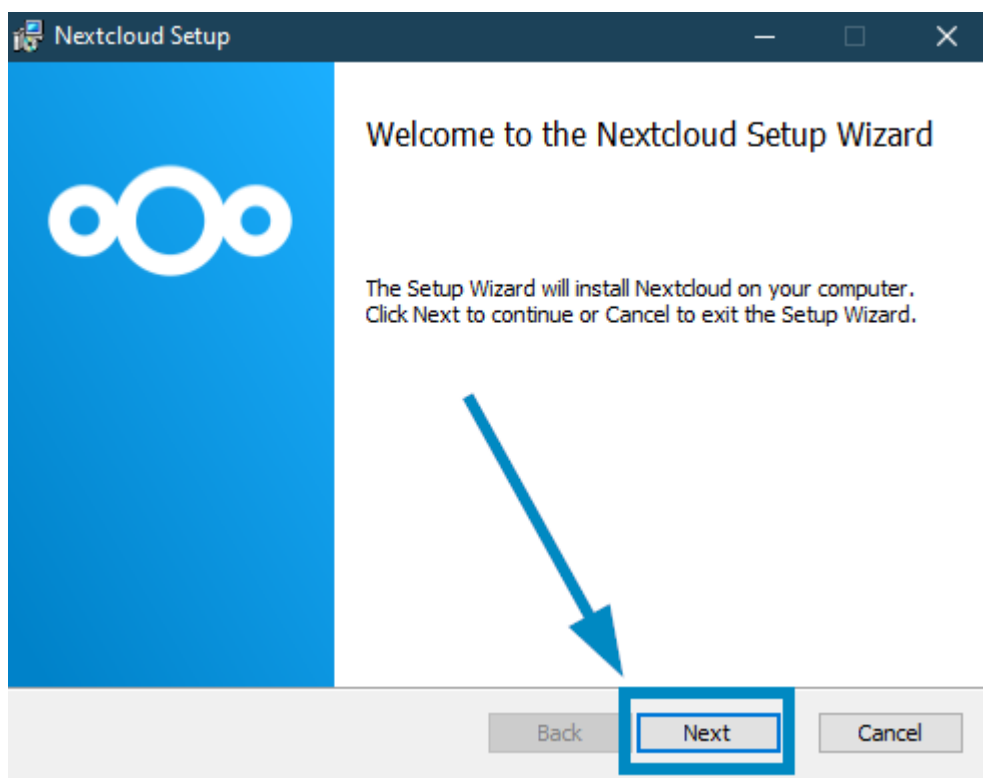 Nextcloud Setup
Welcome to the Nextcloud Setup Wizard
The Setup Wizard will install Nextcloud on your computer.
Click Next to continue or Cancel to exit the Setup Wizard.
Back Next Cancel